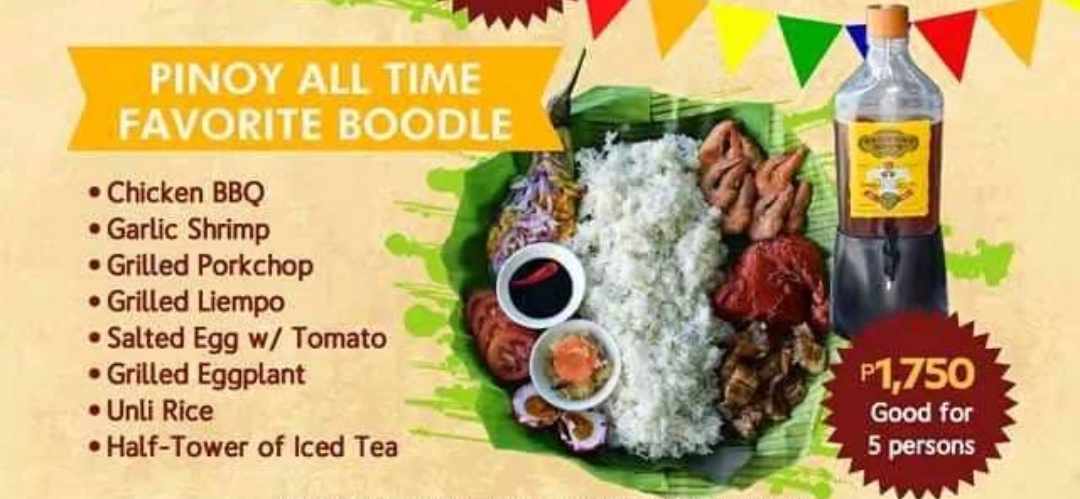 PINOY ALL TIME
FAVORITE BOODLE
• Chicken BBQ
• Garlic Shrimp
• Grilled Porkchop
• Grilled Liempo
• Salted Egg w/ Tomato
• Grilled Eggplant
• Unli Rice
• Half-Tower of Iced Tea
₱1,750
Good for
5 persons